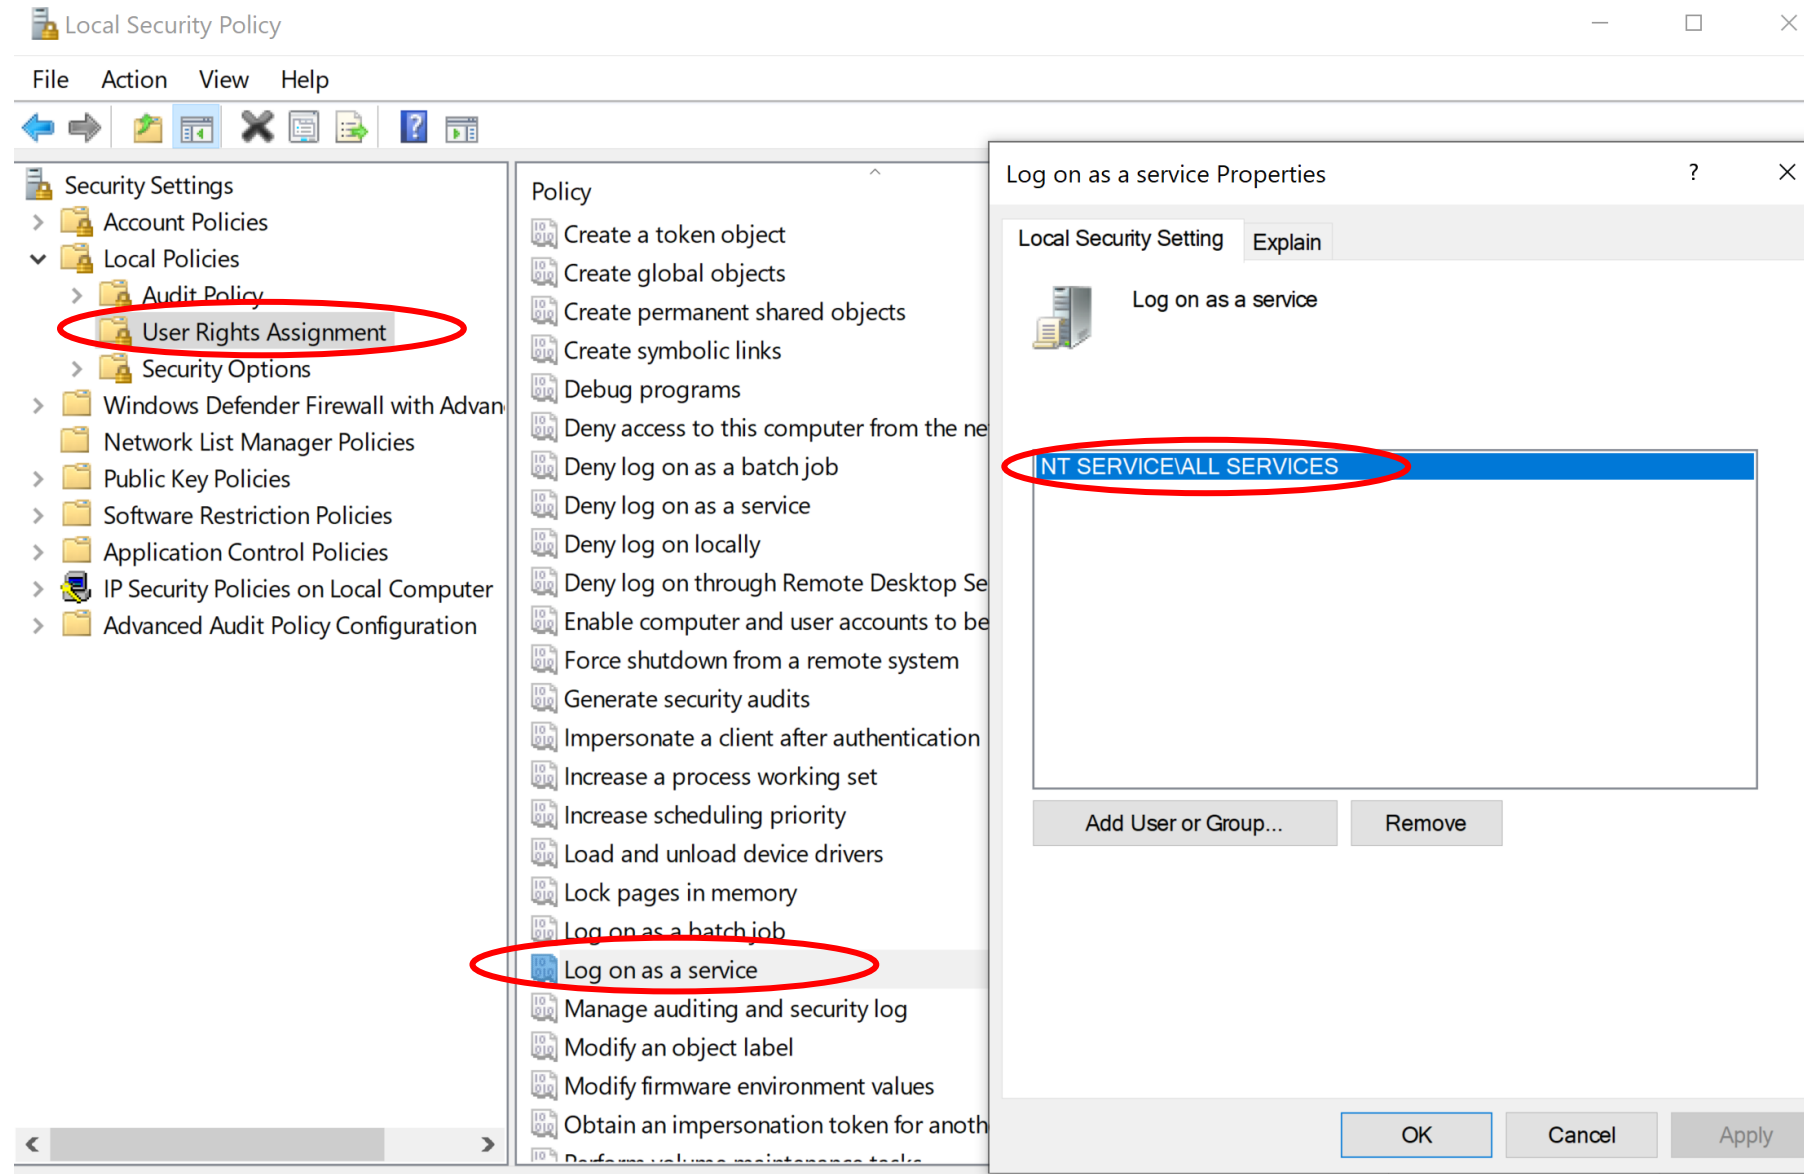 Local Security Policy
File Action View Help
Security Settings
Account Policies
Local Policies
Audit Policy
User Rights Assignment
Security Options
Windows Defender Firewall with Advan
Network List Manager Policies
Public Key Policies
Software Restriction Policies
Application Control Policies
IP Security Policies on Local Computer
Advanced Audit Policy Configuration
Policy
Create a token object
Create global objects
Create permanent shared objects
Create symbolic links
Debug programs
Deny access to this computer from the ne
Deny log on as a batch job
Deny log on as a service
Deny log on locally
Deny log on through Remote Desktop Se
Enable computer and user accounts to be
Force shutdown from a remote system
Generate security audits
Impersonate a client after authentication
Increase a process working set
Increase scheduling priority
Load and unload device drivers
Lock pages in memory
Log on as a batch job
Log on as a service
Manage auditing and security log
Modify an object label
Modify firmware environment values
Obtain an impersonation token for anoth
Perform volume maintenance tasks
Log on as a service Properties
Local Security Setting Explain
Log on as a service
NT SERVICE\ALL SERVICES
Add User or Group... Remove
OK Cancel Apply